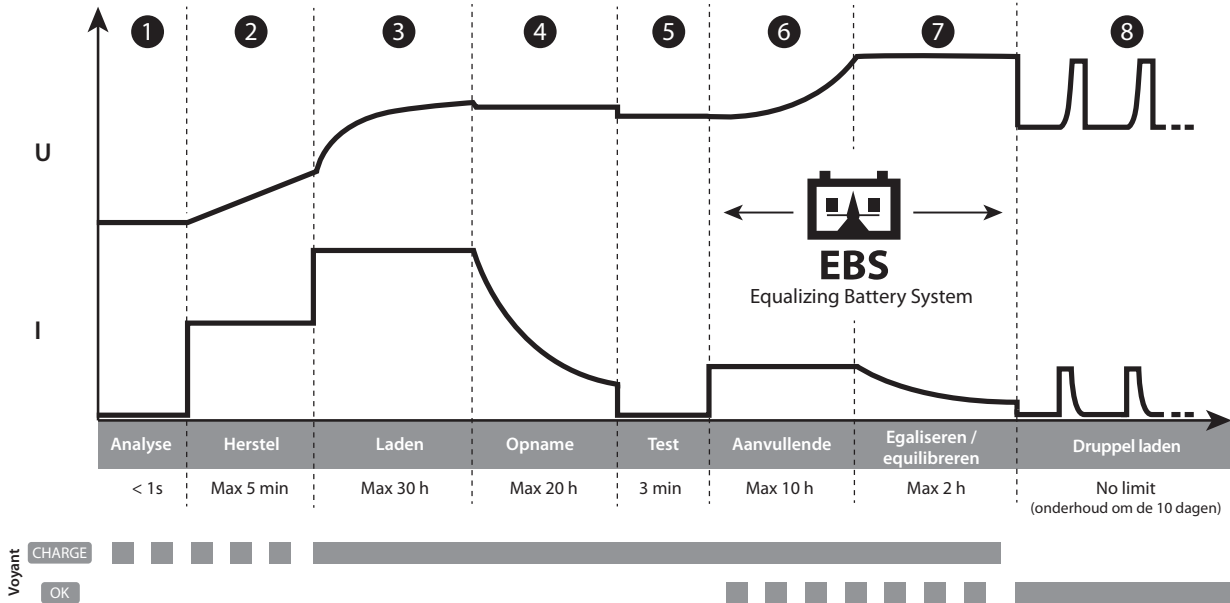 1 2 3 4 5 6 7 8
U
EBS
Equalizing Battery System
I
Analyse Herstel Laden Opname Test Aanvullende Egaliseren / equilibreren Druppel laden
< 1s Max 5 min Max 30 h Max 20 h 3 min Max 10 h Max 2 h No limit
(onderhoud om de 10 dagen)
Voyant
CHARGE
OK